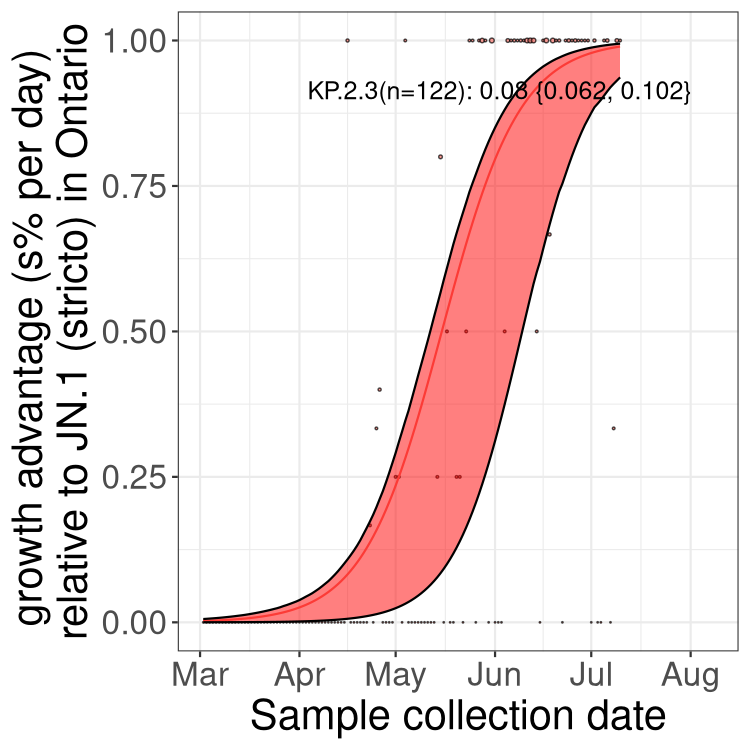 growth advantage (s% per day)
relative to JN.1 (stricto) in Ontario
1.00
0.75
0.50
0.25
0.00
KP.2.3(n=122): 0.08 {0.062, 0.102}
Mar Apr May Jun Jul Aug
Sample collection date